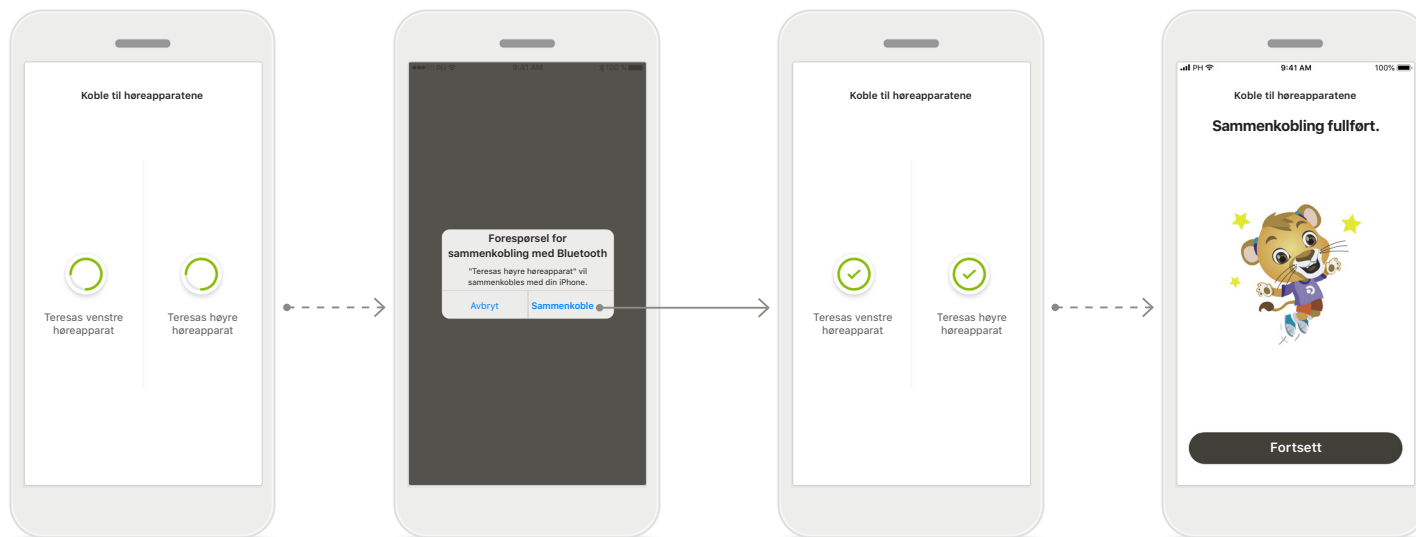 Koble til høreapparatene
Teresas venstre
høreapparat
Teresas høyre
høreapparat
9:41 AM
100 %
Forespørsel for
sammenkobling med Bluetooth
"Teresas høyre høreapparat" vil
sammenkobles med din iPhone.
Avbryt
Sammenkoble
Koble til høreapparatene
Teresas venstre
høreapparat
Teresas høyre
høreapparat
PH 9:41 AM 100%
Koble til høreapparatene
Sammenkobling fullført.
Fortsett